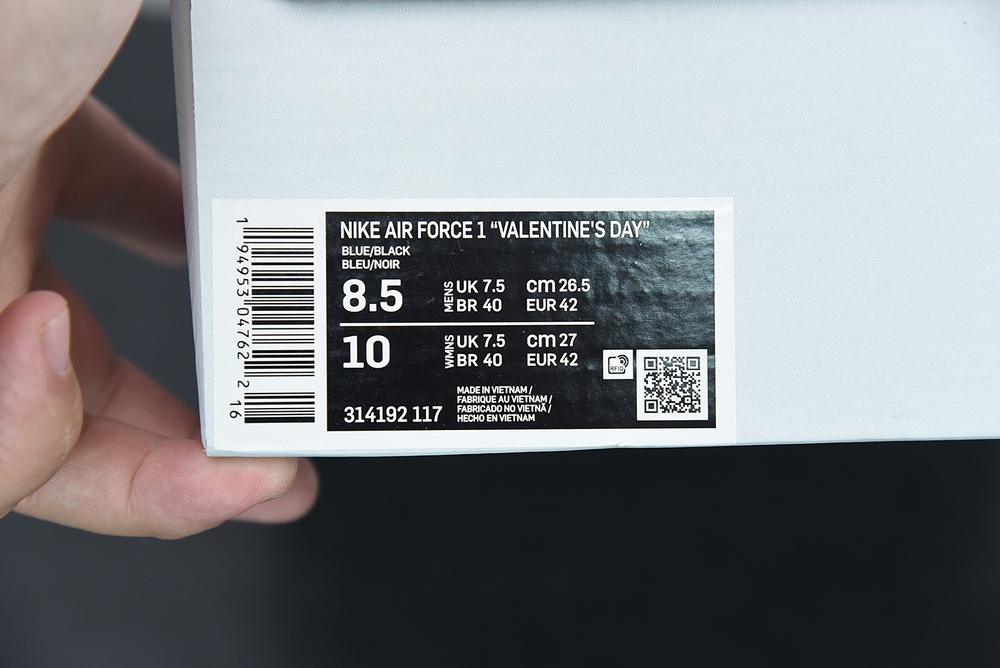 1 94953 04762 2 16
NIKE AIR FORCE 1 “VALENTINE'S DAY”
BLUE/BLACK
BLEU/NOIR
8.5
MENS
UK 7.5 cm 26.5
BR 40 EUR 42
10
WMNS
UK 7.5 cm 27
BR 40 EUR 42
RFID
314192 117
MADE IN VIETNAM /
FABRIQUE AU VIETNAM /
FABRICADO NO VIETNÃ /
HECHO EN VIETNAM